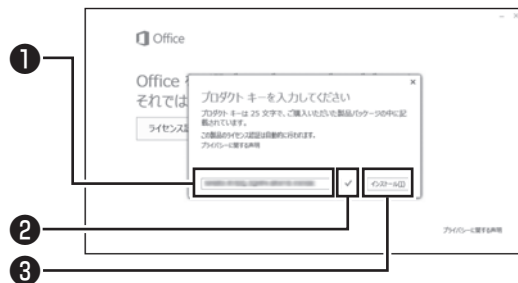 Office
Office
それでは
ライセンス認
プロダクト キーを入力してください
プロダクト キーは 25 文字で、ご購入いただいた製品パッケージの中に記
載されています。
この製品のライセンス認証は自動的に行われます。
プライバシーに関する声明
インストール(I)
プライバシーに関する声明
❶
❷
❸